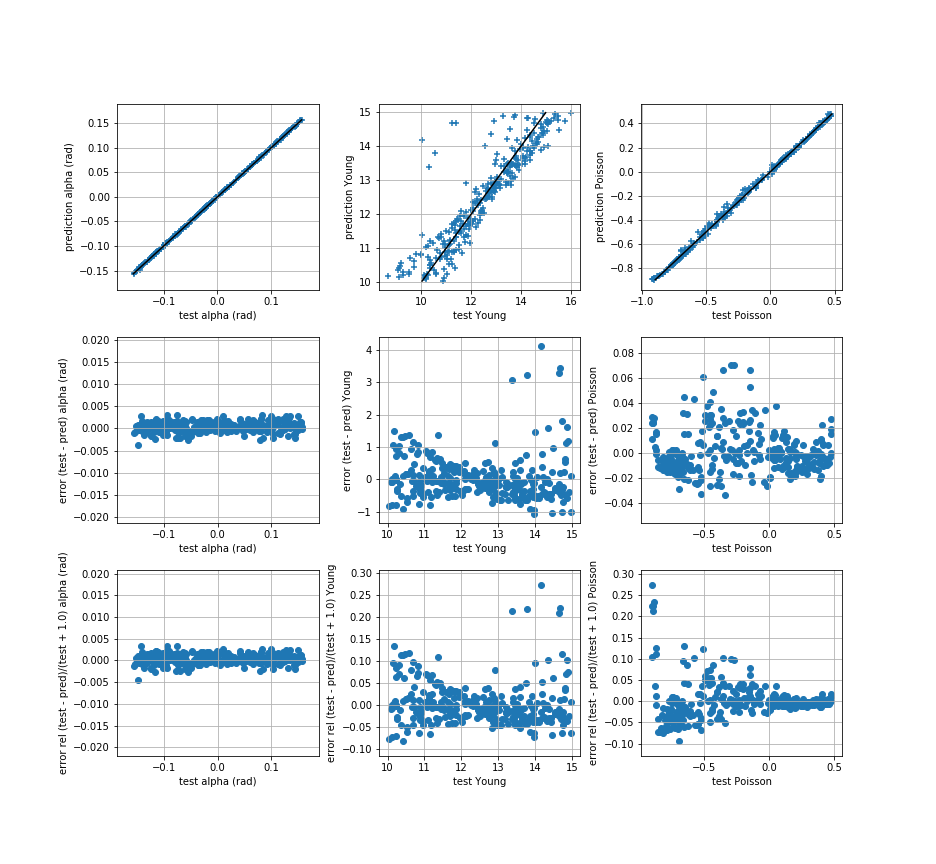 prediction alpha (rad)
0.15
0.10
0.05
0.00
−0.05
−0.10
−0.15
−0.1 0.0 0.1
test alpha (rad)
prediction Young
15
14
13
12
11
10
10 12 14 16
test Young
prediction Poisson
0.4
0.2
0.0
−0.2
−0.4
−0.6
−0.8
−1.0 −0.5 0.0 0.5
test Poisson
error (test - pred) alpha (rad)
0.020
0.015
0.010
0.005
0.000
−0.005
−0.010
−0.015
−0.020
−0.1 0.0 0.1
test alpha (rad)
error (test - pred) Young
4
3
2
1
0
−1
10 11 12 13 14 15
test Young
error (test - pred) Poisson
0.08
0.06
0.04
0.02
0.00
−0.02
−0.04
−0.5 0.0 0.5
test Poisson
error rel (test - pred)/(test + 1.0) alpha (rad)
0.020
0.015
0.010
0.005
0.000
−0.005
−0.010
−0.015
−0.020
−0.1 0.0 0.1
test alpha (rad)
error rel (test - pred)/(test + 1.0) Young
0.30
0.25
0.20
0.15
0.10
0.05
0.00
−0.05
−0.10
10 11 12 13 14 15
test Young
error rel (test - pred)/(test + 1.0) Poisson
0.30
0.25
0.20
0.15
0.10
0.05
0.00
−0.05
−0.10
−0.5 0.0 0.5
test Poisson